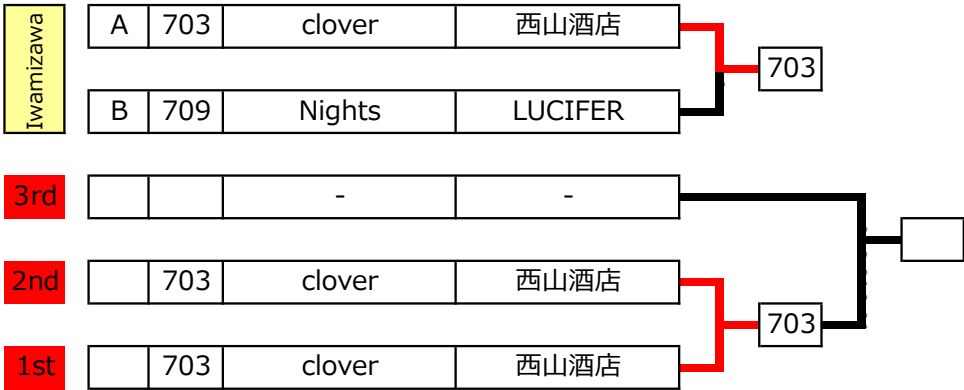 Iwamizawa
A 703 clover 西山酒店
703
B 709 Nights LUCIFER
3rd - -
2nd 703 clover 西山酒店
703
1st 703 clover 西山酒店